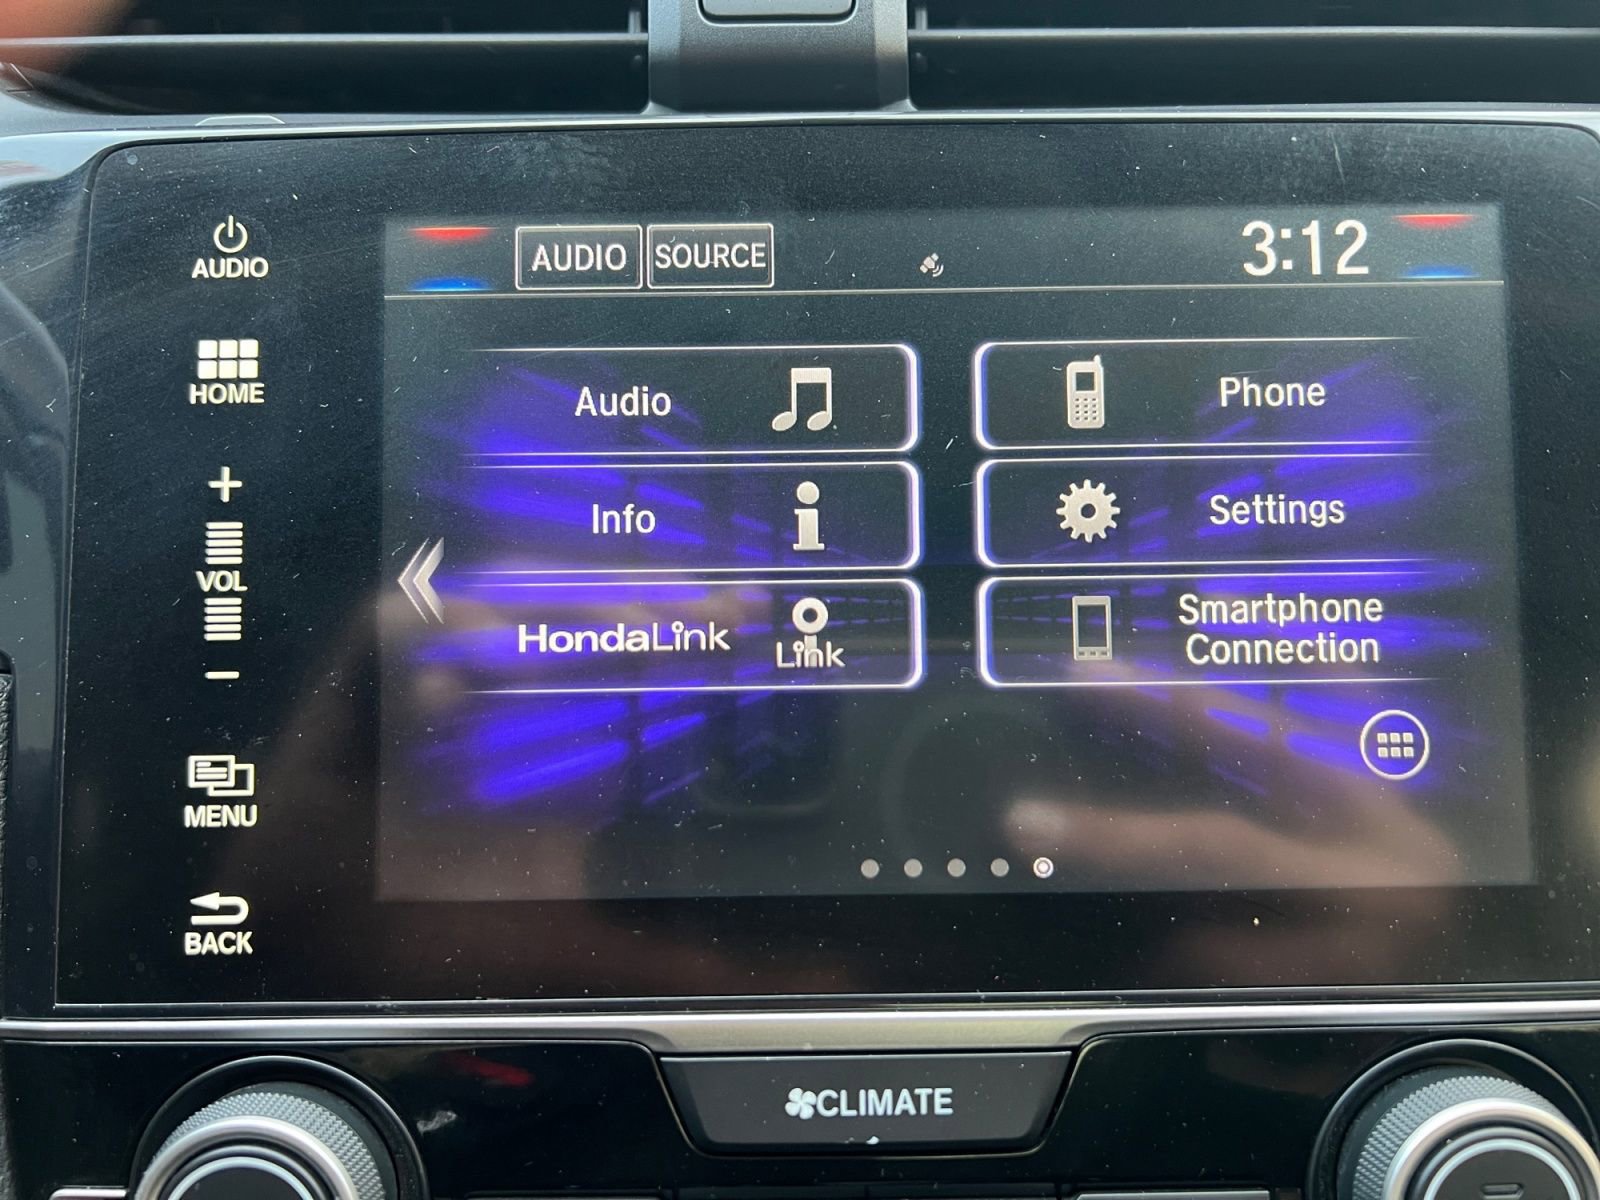 AUDIO
HOME
VOL
MENU
BACK
AUDIO SOURCE 3:12
Audio Phone
Info Settings
HondaLink Link Smartphone
Connection
CLIMATE